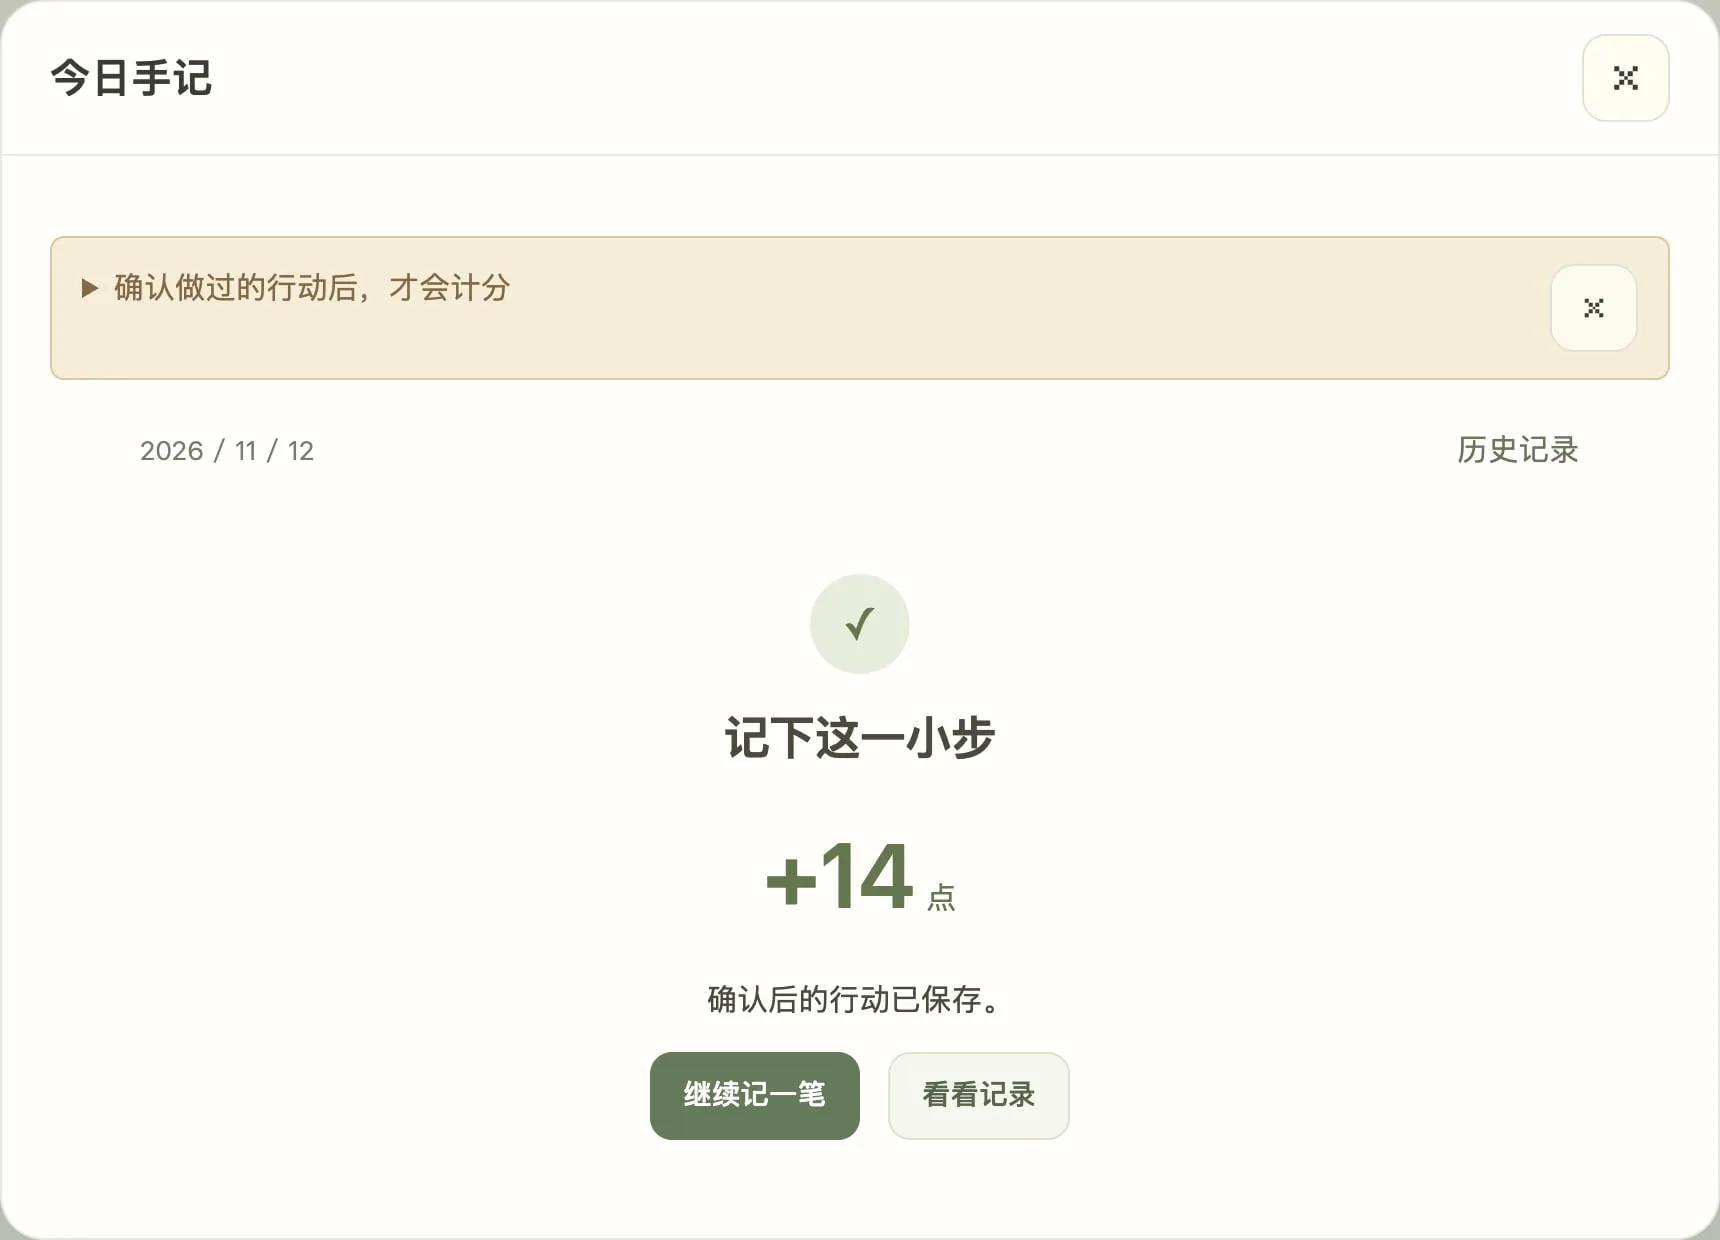 今日手记
确认做过的行动后，才会计分
2026 / 11 / 12
历史记录
记下这一小步
+14 点
确认后的行动已保存。
继续记一笔
看看记录